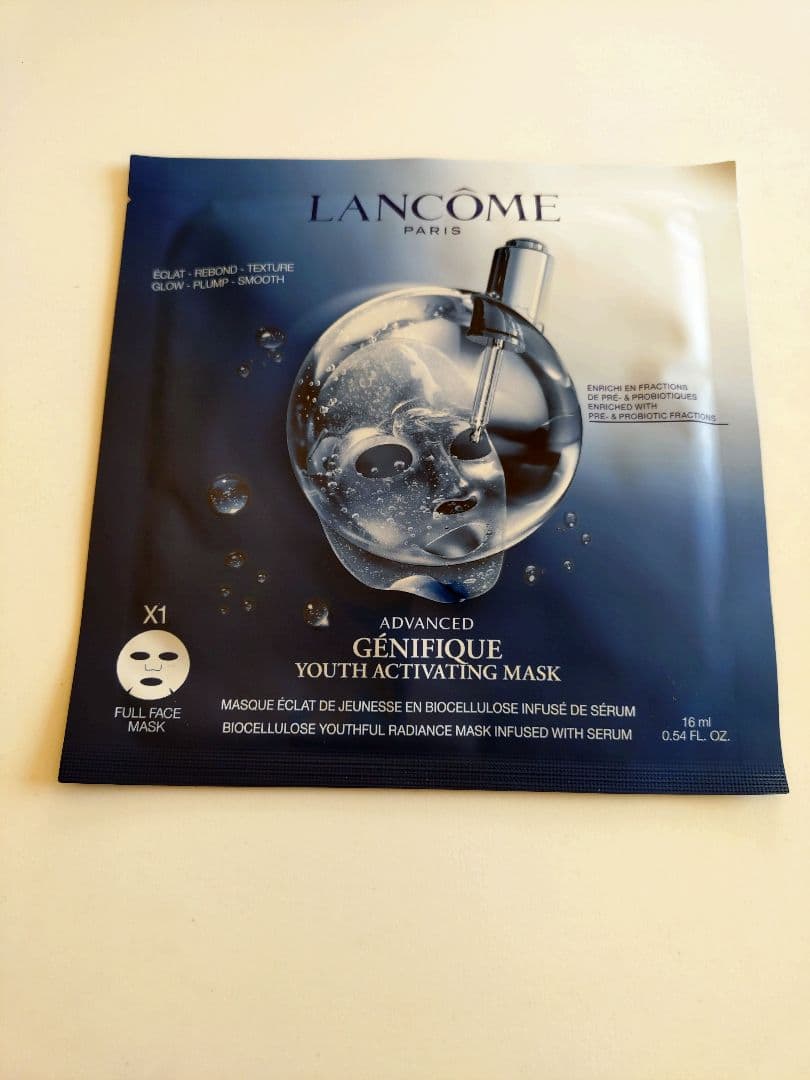 LANCÔME
PARIS
ÉCLAT - REBOND - TEXTURE
GLOW - PLUMP - SMOOTH
ENRICHI EN FRACTIONS
DE PRÉ- & PROBIOTIQUES
ENRICHED WITH
PRÉ- & PROBIOTIC FRACTIONS
X1
FULL FACE
MASK
ADVANCED
GÉNIFIQUE
YOUTH ACTIVATING MASK
MASQUE ÉCLAT DE JEUNESSE EN BIOCELLULOSE INFUSÉ DE SÉRUM
BIOCELLULOSE YOUTHFUL RADIANCE MASK INFUSED WITH SERUM
16 ml
0.54 FL. OZ.